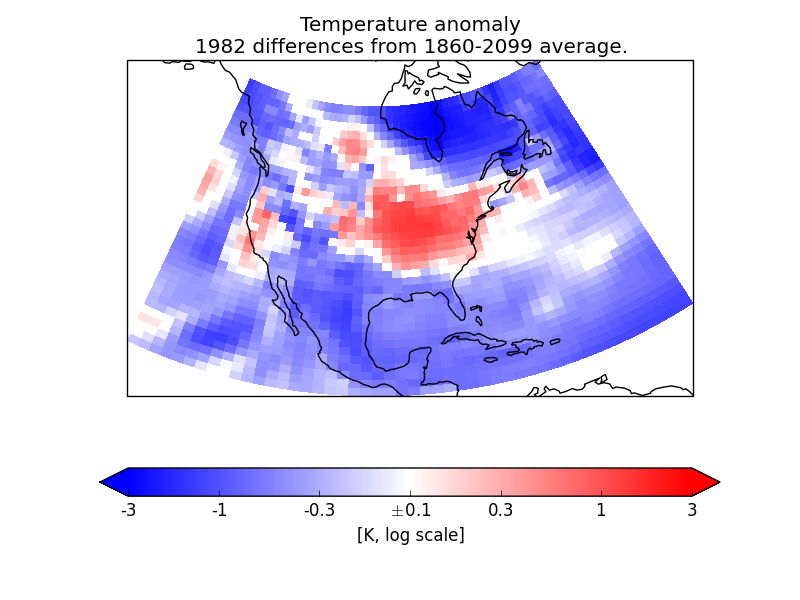 Temperature anomaly
1982 differences from 1860-2099 average.
-3 -1 -0.3 ±0.1 0.3 1 3
[K, log scale]